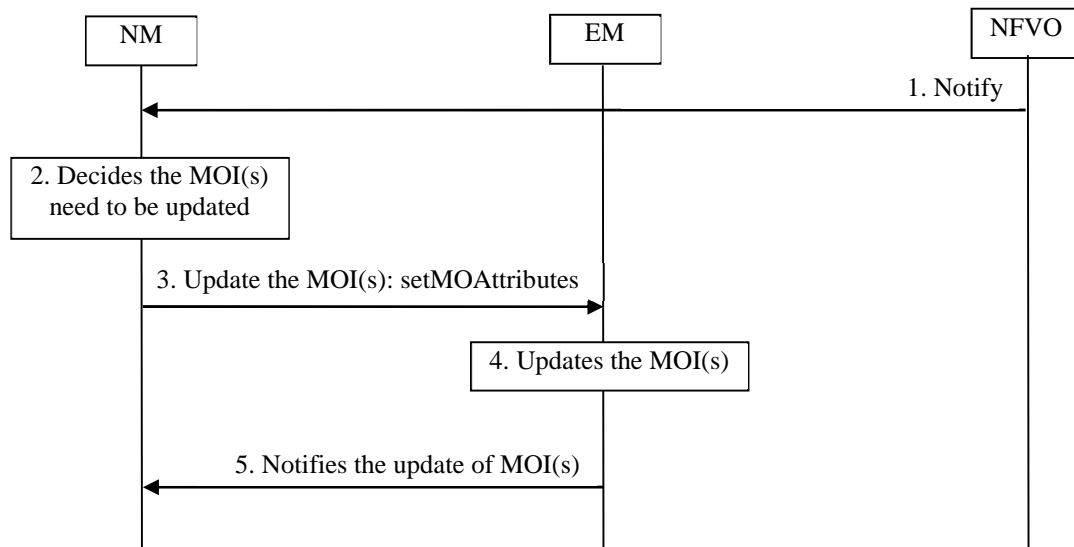 NM
EM
NFVO
1. Notify
2. Decides the MOI(s)
need to be updated
3. Update the MOI(s): setMOAttributes
4. Updates the MOI(s)
5. Notifies the update of MOI(s)